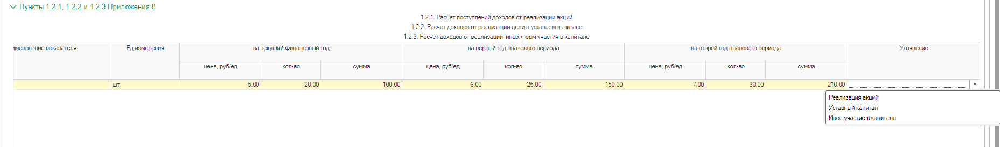 Пункты 1.2.1, 1.2.2 и 1.2.3 Приложения 8
1.2.1. Расчет поступлений доходов от реализации акций
1.2.2. Расчет доходов от реализации доли в уставном капитале
1.2.3. Расчет доходов от реализации иных форм участия в капитале
именование показателя Ед измерения на текущий финансовый год на первый год планового периода на второй год планового периода Уточнение
цена, руб/ед кол-во сумма цена, руб/ед кол-во сумма цена, руб/ед кол-во сумма
шт 5,00 20,00 100,00 6,00 25,00 150,00 7,00 30,00 210,00
Реализация акций
Уставный капитал
Иное участие в капитале